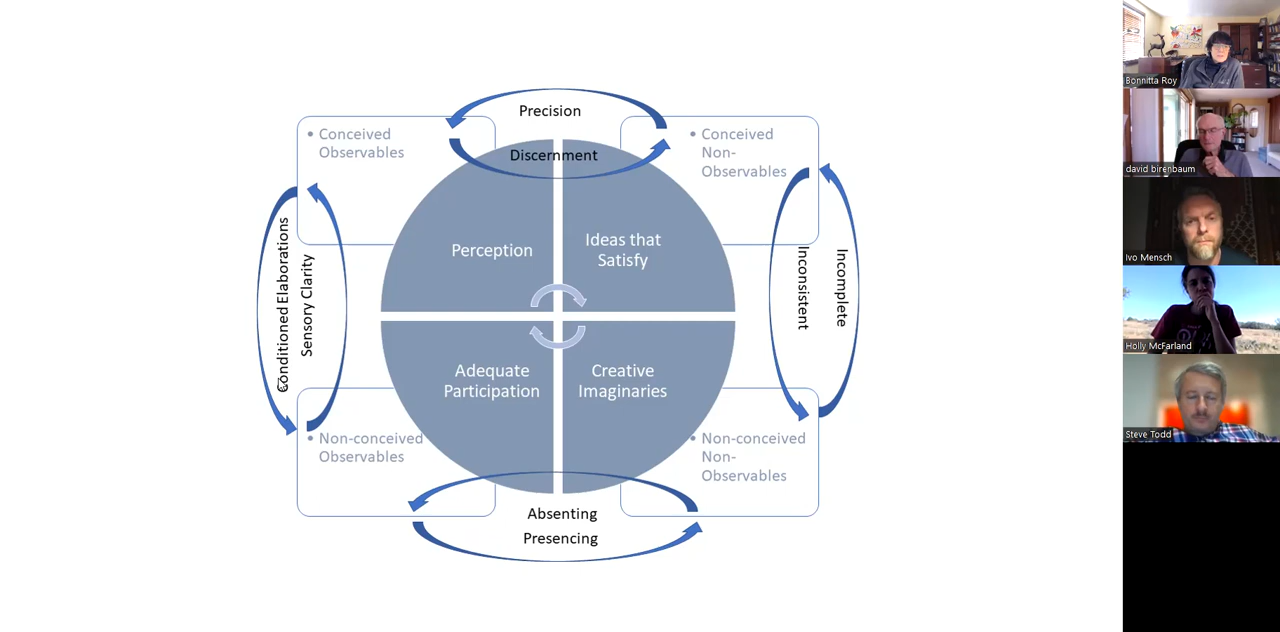 Precision
Discernment
• Conceived
Observables
• Conceived
Non-
Observables
Perception
Ideas that
Satisfy
Conditioned Elaborations
Sensory Clarity
Inconsistent
Incomplete
Adequate
Participation
Creative
Imaginaries
• Non-conceived
Observables
• Non-conceived
Non-
Observables
Absenting
Presencing
Bonnitta Roy
david birenbaum
Ivo Mensch
Holly McFarland
Steve Todd